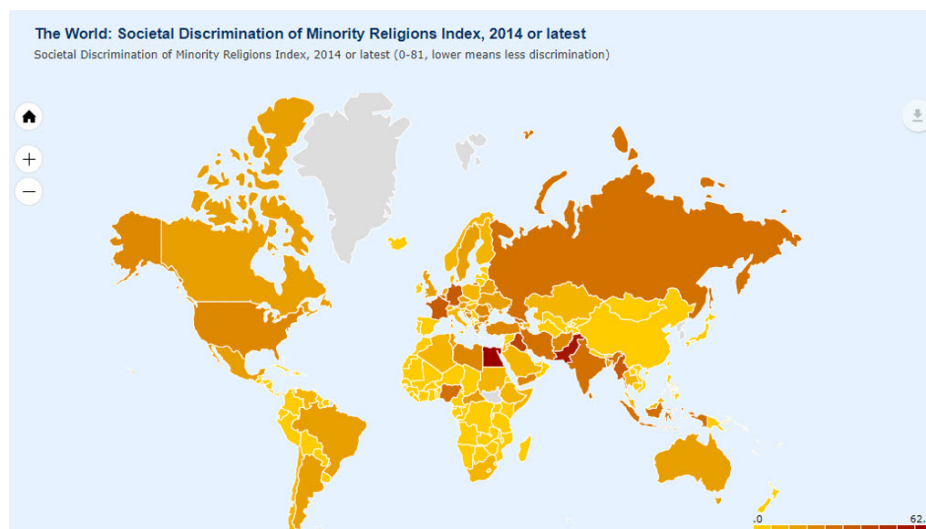 The World: Societal Discrimination of Minority Religions Index, 2014 or latest
Societal Discrimination of Minority Religions Index, 2014 or latest (0-81, lower means less discrimination)
.0 62.